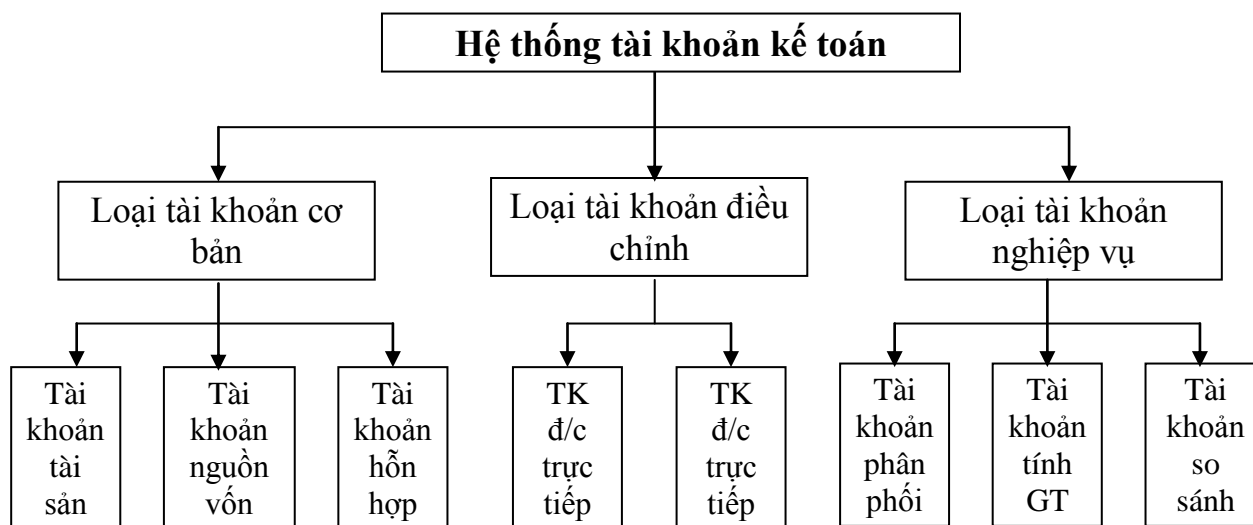 Hệ thống tài khoản kế toán
Loại tài khoản cơ
bản
Loại tài khoản điều
chỉnh
Loại tài khoản
nghiệp vụ
Tài
khoản
tài
sản
Tài
khoản
nguồn
vốn
Tài
khoản
hỗn
hợp
TK
đ/c
trực
tiếp
TK
đ/c
trực
tiếp
Tài
khoản
phân
phối
Tài
khoản
tính
GT
Tài
khoản
so
sánh